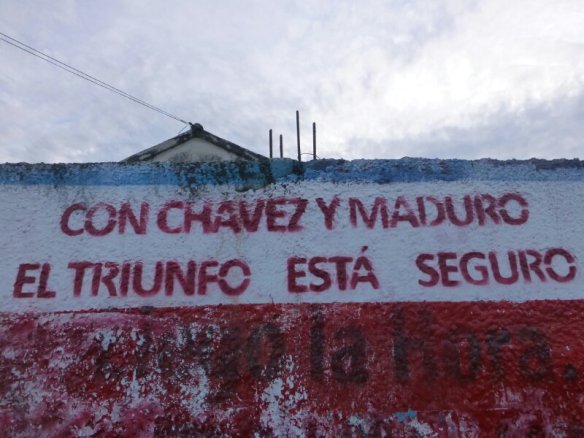 CON CHAVEZ Y MADURO
EL TRIUNFO ESTÁ SEGURO
la Hora.